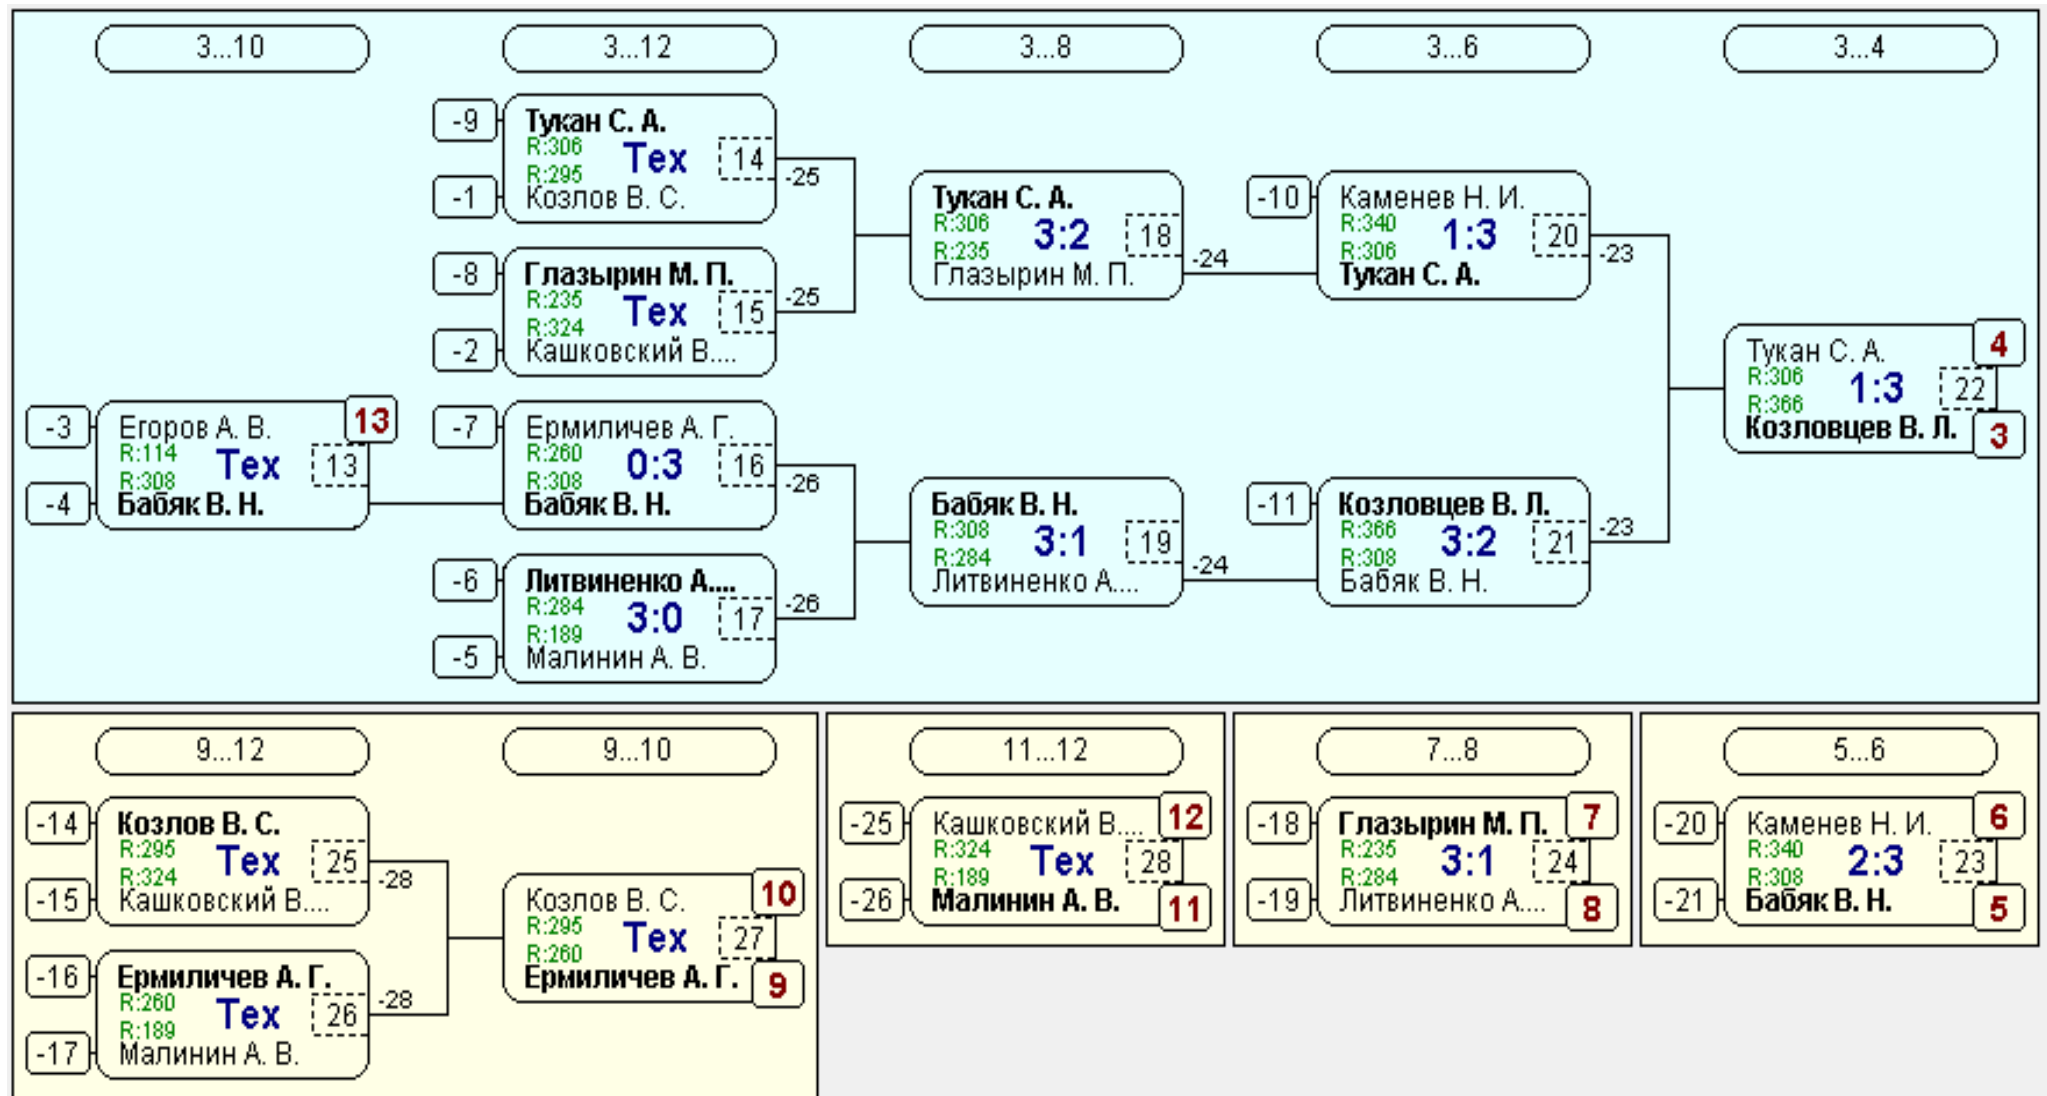 3...10
3...12
3...8
3...6
3...4
-9
Тукан С. А.
R:306
Тех
14
R:295
-1
Козлов В. С.
-25
-8
Глазырин М. П.
R:235
Тех
15
R:324
-2
Кашковский В....
-25
-3
Егоров А. В.
13
R:114
Тех
13
R:308
-4
Бабяк В. Н.
-7
Ермиличев А. Г.
R:260
0:3
16
R:308
Бабяк В. Н.
-26
-6
Литвиненко А....
R:284
3:0
17
R:189
-5
Малинин А. В.
-26
Тукан С. А.
R:306
3:2
18
R:235
Глазырин М. П.
-24
Бабяк В. Н.
R:308
3:1
19
R:284
Литвиненко А....
-24
-10
Каменев Н. И.
R:340
1:3
20
R:306
Тукан С. А.
-23
-11
Козловцев В. Л.
R:366
3:2
21
R:308
Бабяк В. Н.
-23
Тукан С. А.
4
R:306
1:3
22
R:366
Козловцев В. Л.
3
9...12
9...10
11...12
7...8
5...6
-14
Козлов В. С.
R:295
Тех
25
R:324
-15
Кашковский В....
-28
-16
Ермиличев А. Г.
R:260
Тех
26
R:189
-17
Малинин А. В.
-28
Козлов В. С.
10
R:295
Тех
27
R:260
Ермиличев А. Г.
9
-25
Кашковский В....
12
R:324
Тех
28
R:189
-26
Малинин А. В.
11
-18
Глазырин М. П.
7
R:235
3:1
24
R:284
-19
Литвиненко А....
8
-20
Каменев Н. И.
6
R:340
2:3
23
R:308
-21
Бабяк В. Н.
5